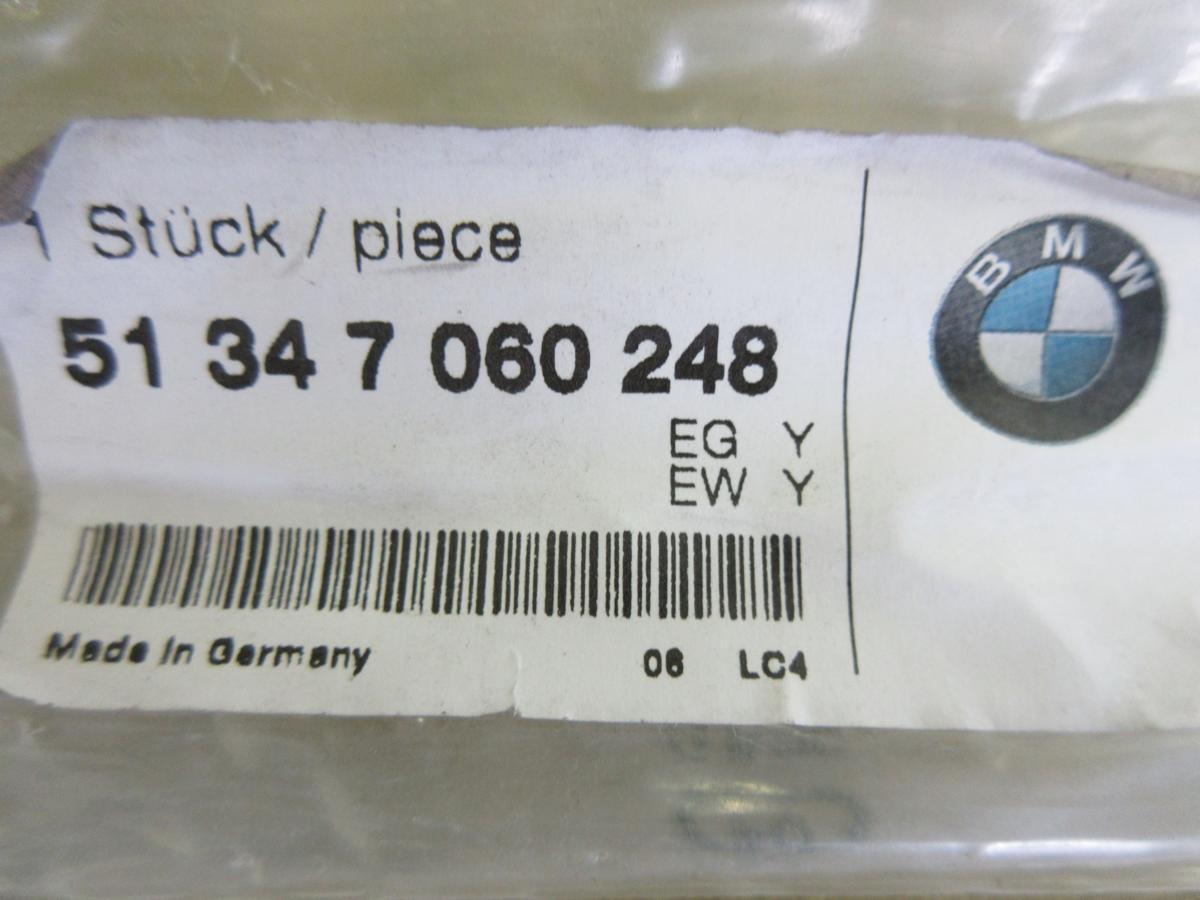 1 Stück / piece
51 34 7 060 248
EG Y
EW Y
Made In Germany 06 LC4
BMW